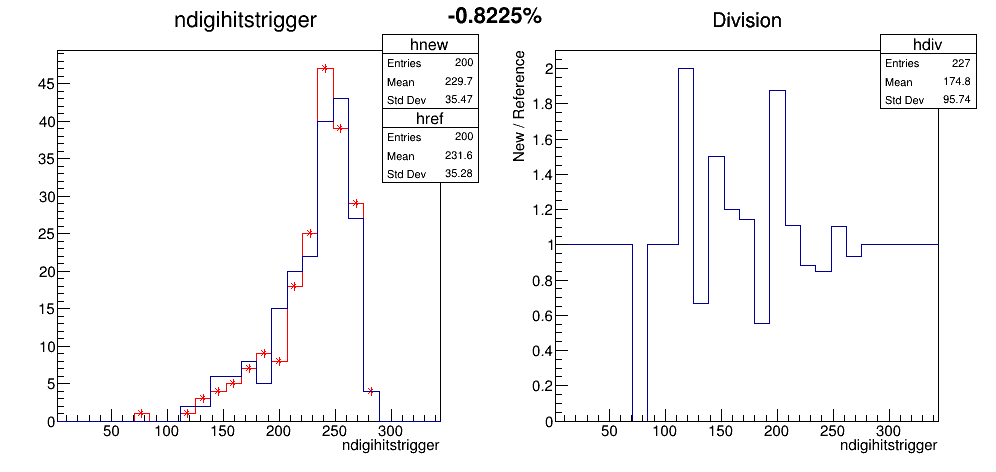 ndigihitstrigger
-0.8225%
Division
hnew
Entries 200
Mean 229.7
Std Dev 35.47
href
Entries 200
Mean 231.6
Std Dev 35.28
45
40
35
30
25
20
15
10
5
0
50 100 150 200 250 300
ndigihitstrigger
hdiv
Entries 227
Mean 174.8
Std Dev 95.74
New / Reference
2
1.8
1.6
1.4
1.2
1
0.8
0.6
0.4
0.2
0
50 100 150 200 250 300
ndigihitstrigger